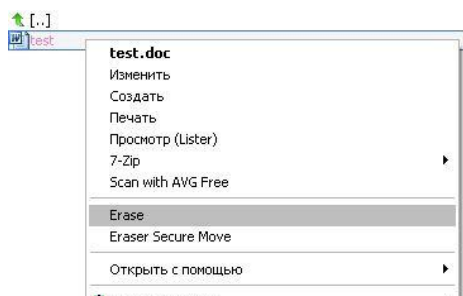 [..]
test
test.doc
Изменить
Создать
Печать
Просмотр (Lister)
7-Zip
Scan with AVG Free
Erase
Eraser Secure Move
Открыть с помощью